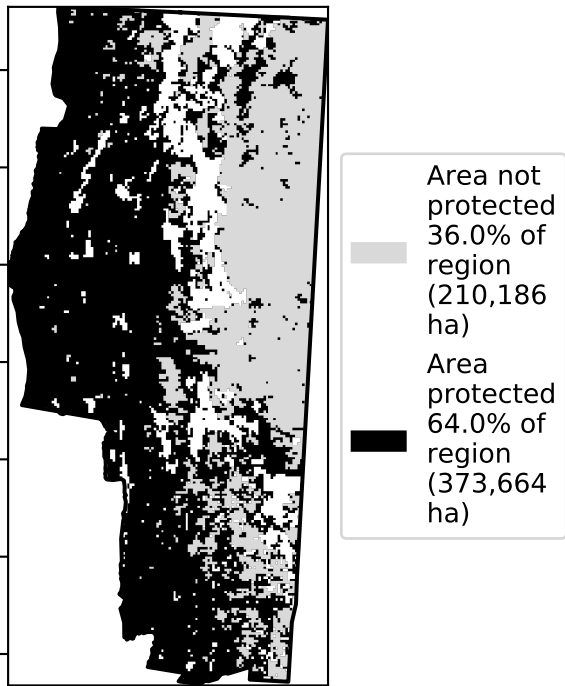 Area not
protected
36.0% of
region
(210,186
ha)
Area
protected
64.0% of
region
(373,664
ha)